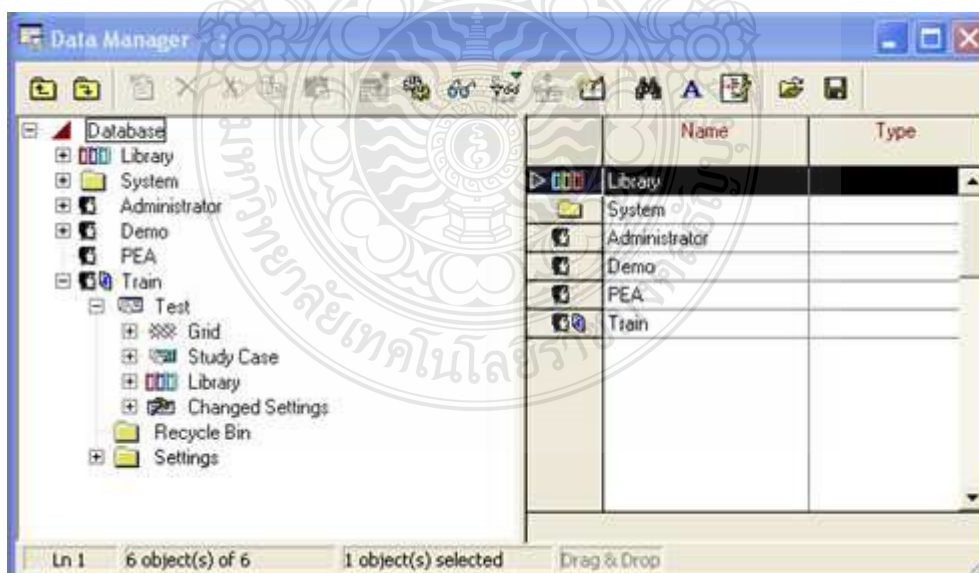 Data Manager - :
Database
Library
System
Administrator
Demo
PEA
Train
Test
Grid
Study Case
Library
Changed Settings
Recycle Bin
Settings
Name Type
Library
System
Administrator
Demo
PEA
Train
Ln 1 6 object(s) of 6 1 object(s) selected Drag & Drop